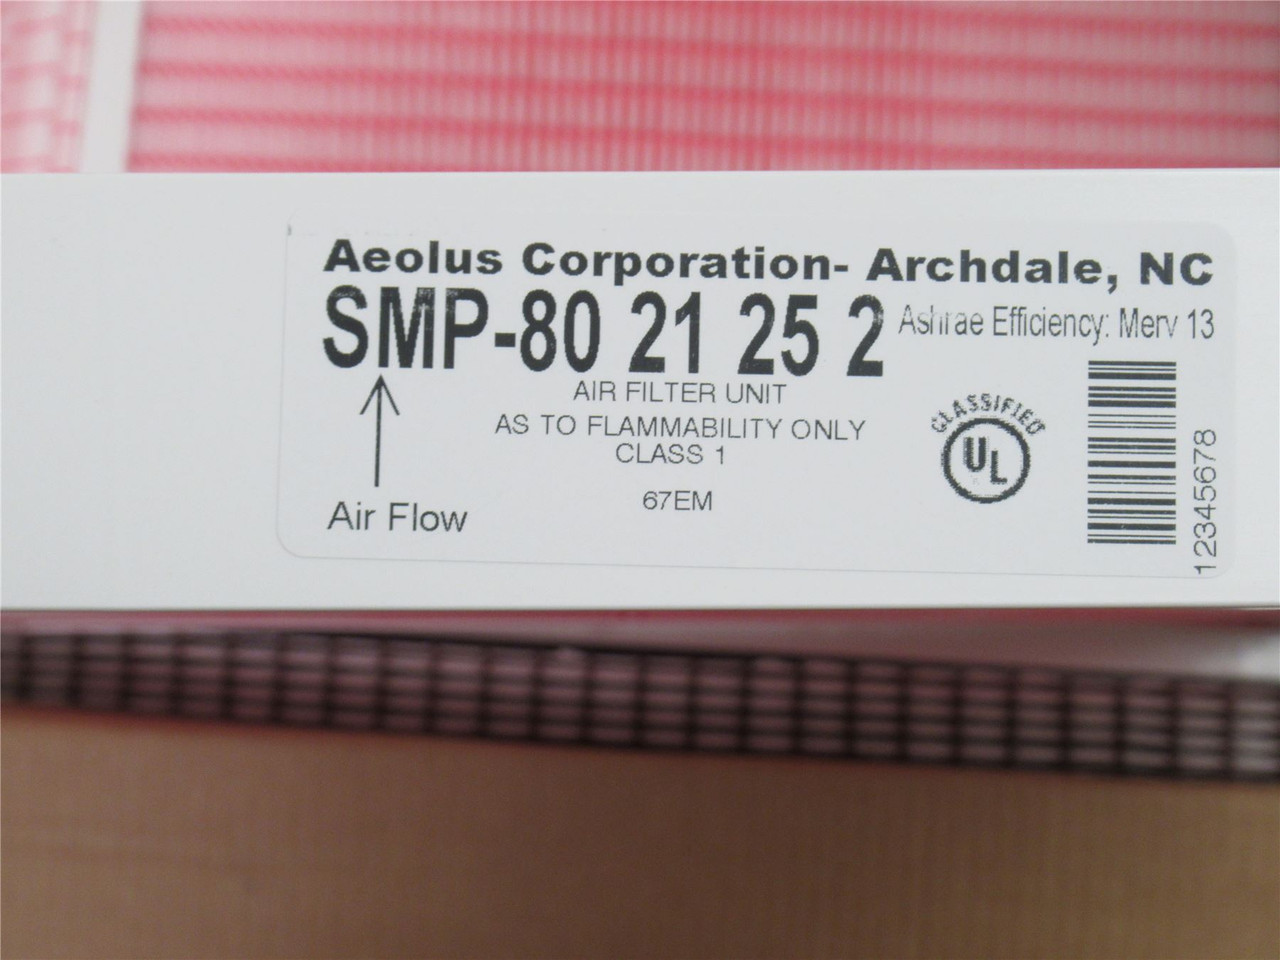 Aeolus Corporation- Archdale, NC
SMP-80 21 25 2
Ashrae Efficiency: Merv 13
AIR FILTER UNIT
AS TO FLAMMABILITY ONLY
CLASS 1
67EM
Air Flow
CLASSIFIED
UL
12345678